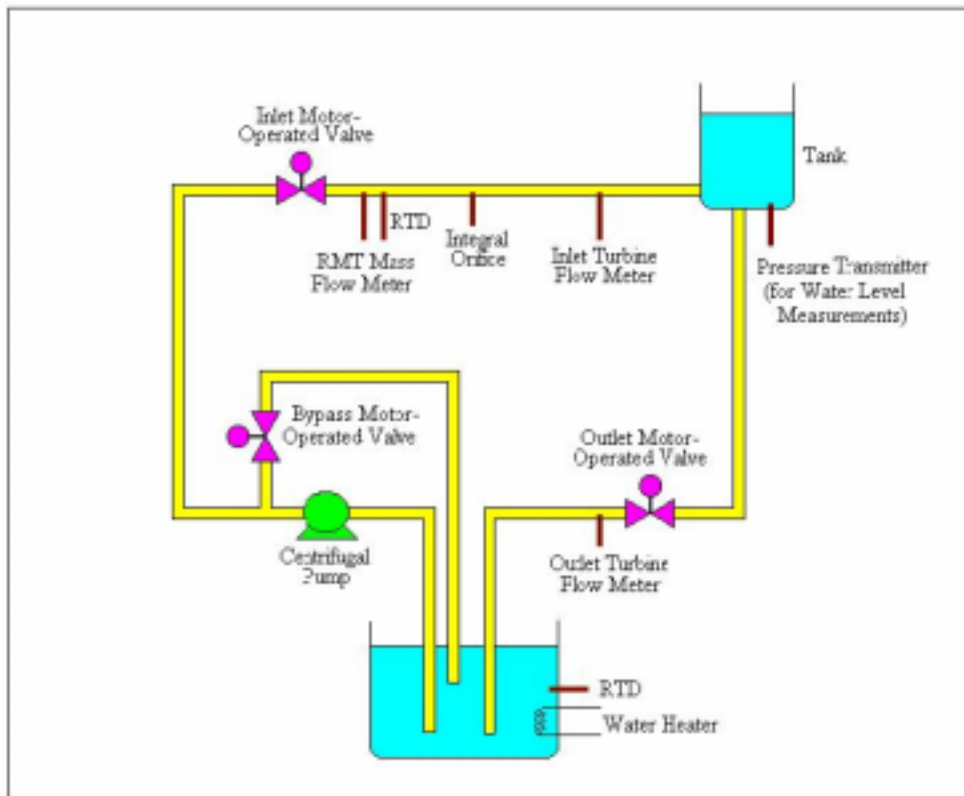 Inlet Motor-
Operated Valve
Tank
RTD
RMT Mass
Flow Meter
Integral
Orifice
Inlet Turbine
Flow Meter
Pressure Transmitter
(for Water Level
Measurements)
Bypass Motor-
Operated Valve
Outlet Motor-
Operated Valve
Centrifugal
Pump
Outlet Turbine
Flow Meter
RTD
Water Heater